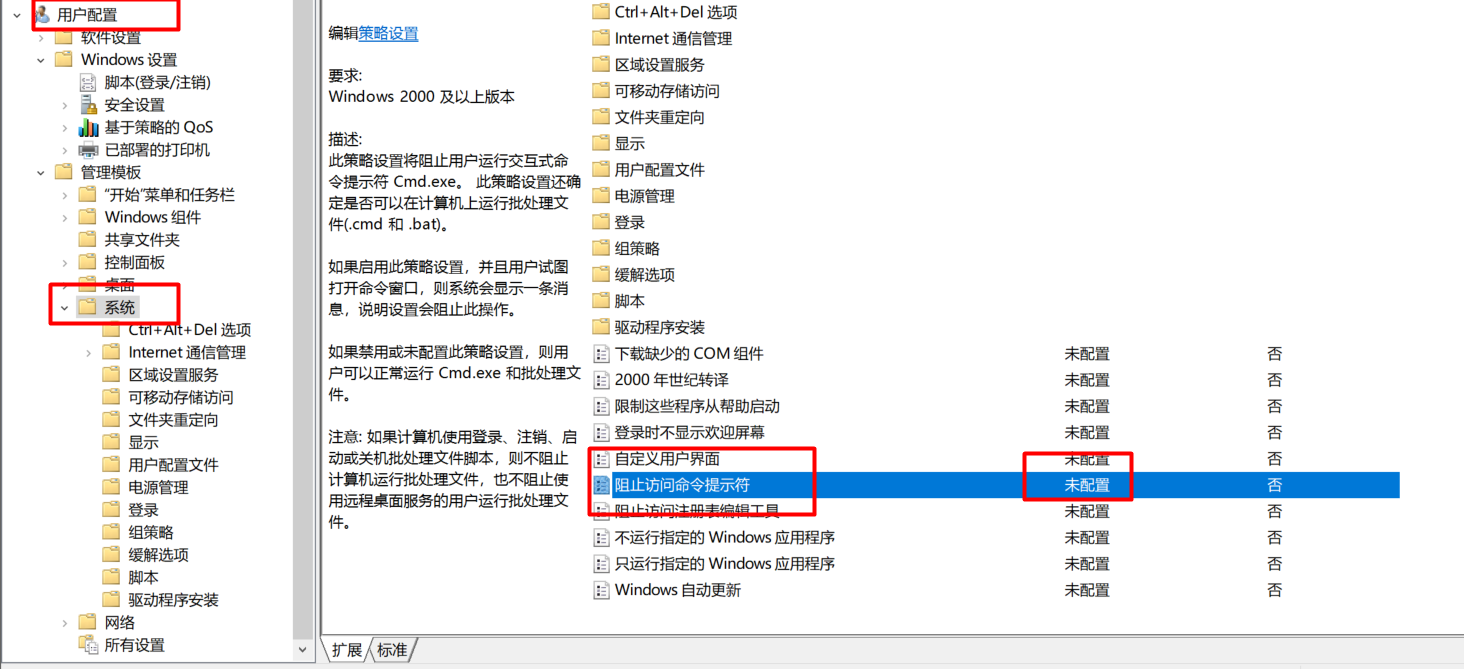 用户配置
软件设置
Windows 设置
脚本(登录/注销)
安全设置
基于策略的 QoS
已部署的打印机
管理模板
“开始”菜单和任务栏
Windows 组件
共享文件夹
控制面板
桌面
系统
Ctrl+Alt+Del 选项
Internet 通信管理
区域设置服务
可移动存储访问
文件夹重定向
显示
用户配置文件
电源管理
登录
组策略
缓解选项
脚本
驱动程序安装
网络
所有设置
编辑策略设置
要求:
Windows 2000 及以上版本
描述:
此策略设置将阻止用户运行交互式命
令提示符 Cmd.exe。 此策略设置还确
定是否可以在计算机上运行批处理文
件(.cmd 和 .bat)。
如果启用此策略设置，并且用户试图
打开命令窗口，则系统会显示一条消
息，说明设置会阻止此操作。
如果禁用或未配置此策略设置，则用
户可以正常运行 Cmd.exe 和批处理文
件。
注意: 如果计算机使用登录、注销、启
动或关机批处理文件脚本，则不阻止
计算机运行批处理文件，也不阻止使
用远程桌面服务的用户运行批处理文
件。
Ctrl+Alt+Del 选项
Internet 通信管理
区域设置服务
可移动存储访问
文件夹重定向
显示
用户配置文件
电源管理
登录
组策略
缓解选项
脚本
驱动程序安装
下载缺少的 COM 组件 未配置 否
2000 年世纪转译 未配置 否
限制这些程序从帮助启动 未配置 否
登录时不显示欢迎屏幕 未配置 否
自定义用户界面 未配置 否
阻止访问命令提示符 未配置 否
阻止访问注册表编辑工具 未配置 否
不运行指定的 Windows 应用程序 未配置 否
只运行指定的 Windows 应用程序 未配置 否
Windows 自动更新 未配置 否
扩展 标准